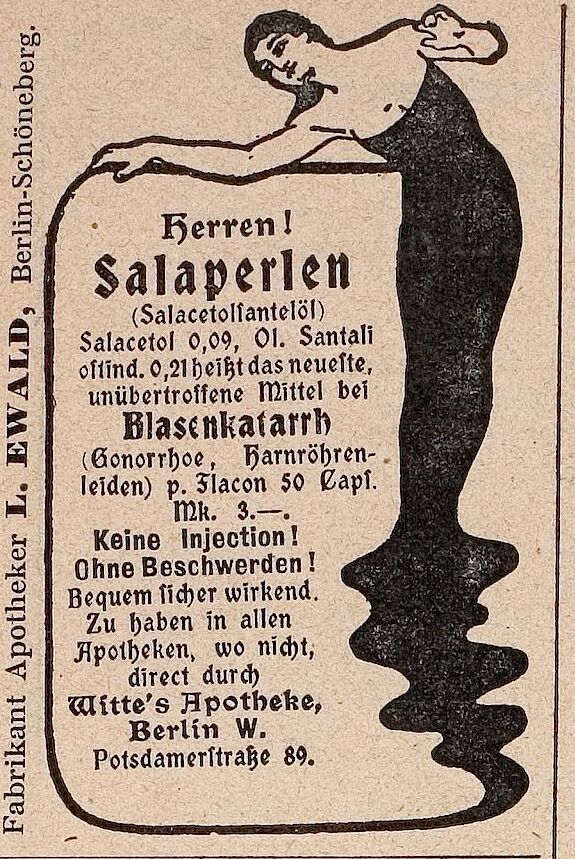 Fabrikant Apotheker L. EWALD, Berlin-Schöneberg.
Herren!
Salaperlen
(Salacetolſantelöl)
Salacetol 0,09, Ol. Santali
oſtind. 0,21 heißt das neueſte,
unübertroffene Mittel bei
Blasenkatarrh
(Gonorrhoe, Harnröhren-
leiden) p. Flacon 50 Capſ.
Mk. 3.—.
Keine Injection!
Ohne Beschwerden!
Bequem ſicher wirkend.
Zu haben in allen
Apotheken, wo nicht,
direct durch
Witte's Apotheke,
Berlin W.
Potsdamerſtraße 89.